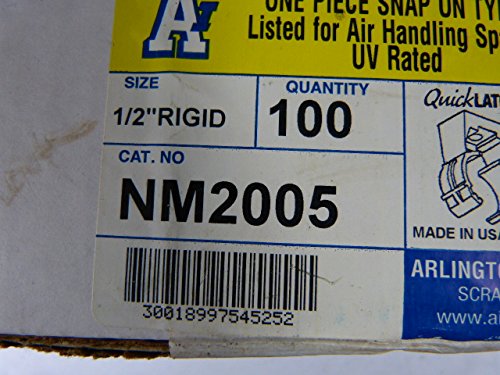 ONE PIECE SNAP ON
Listed for Air Handling
UV Rated
SIZE
1/2"RIGID
QUANTITY
100
QuickLAT
CAT. NO
NM2005
MADE IN USA
30018997545252
ARLINGTO
SCRA
www.a